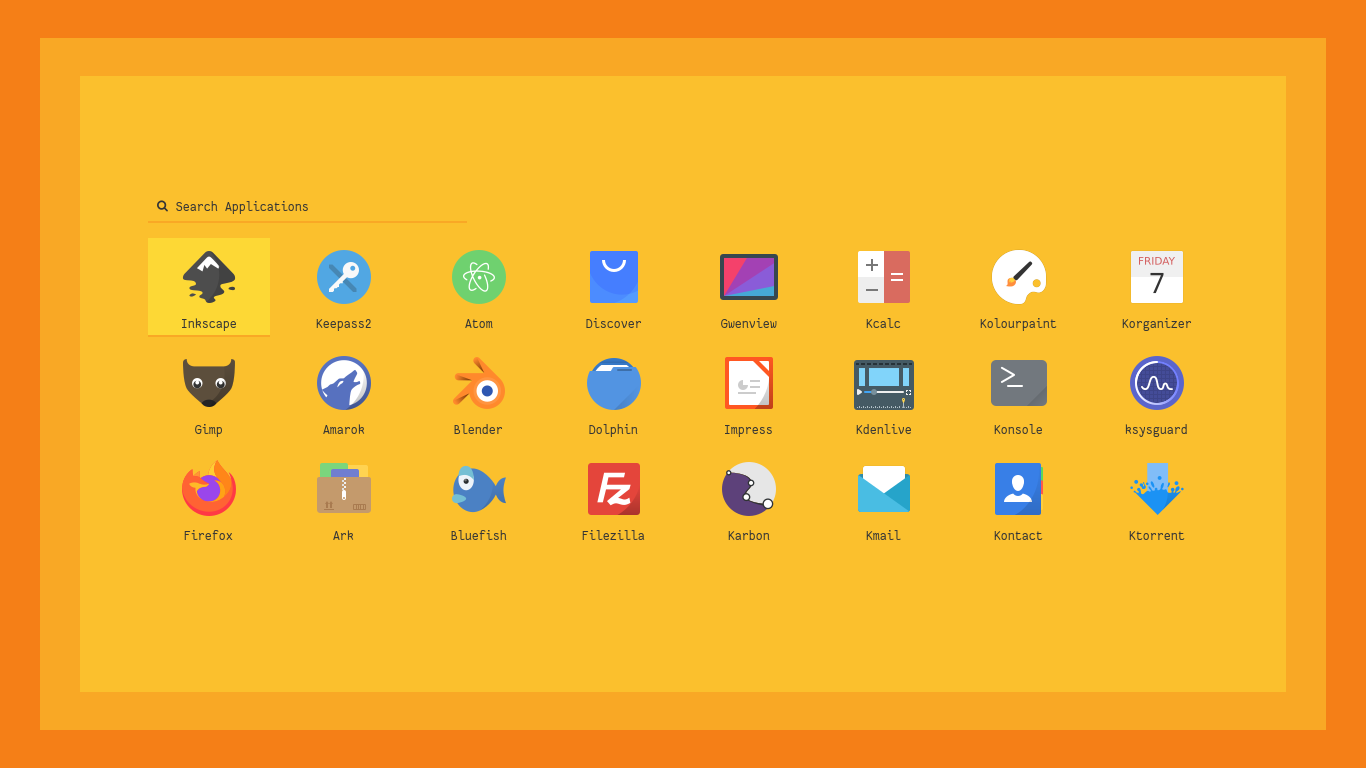 Search Applications
Inkscape
Keepass2
Atom
Discover
Gwenview
Kcalc
Kolourpaint
FRIDAY
7
Korganizer
Gimp
Amarok
Blender
Dolphin
Impress
Kdenlive
Konsole
ksysguard
Firefox
Ark
Bluefish
Fz
Filezilla
Karbon
Kmail
Kontact
Ktorrent